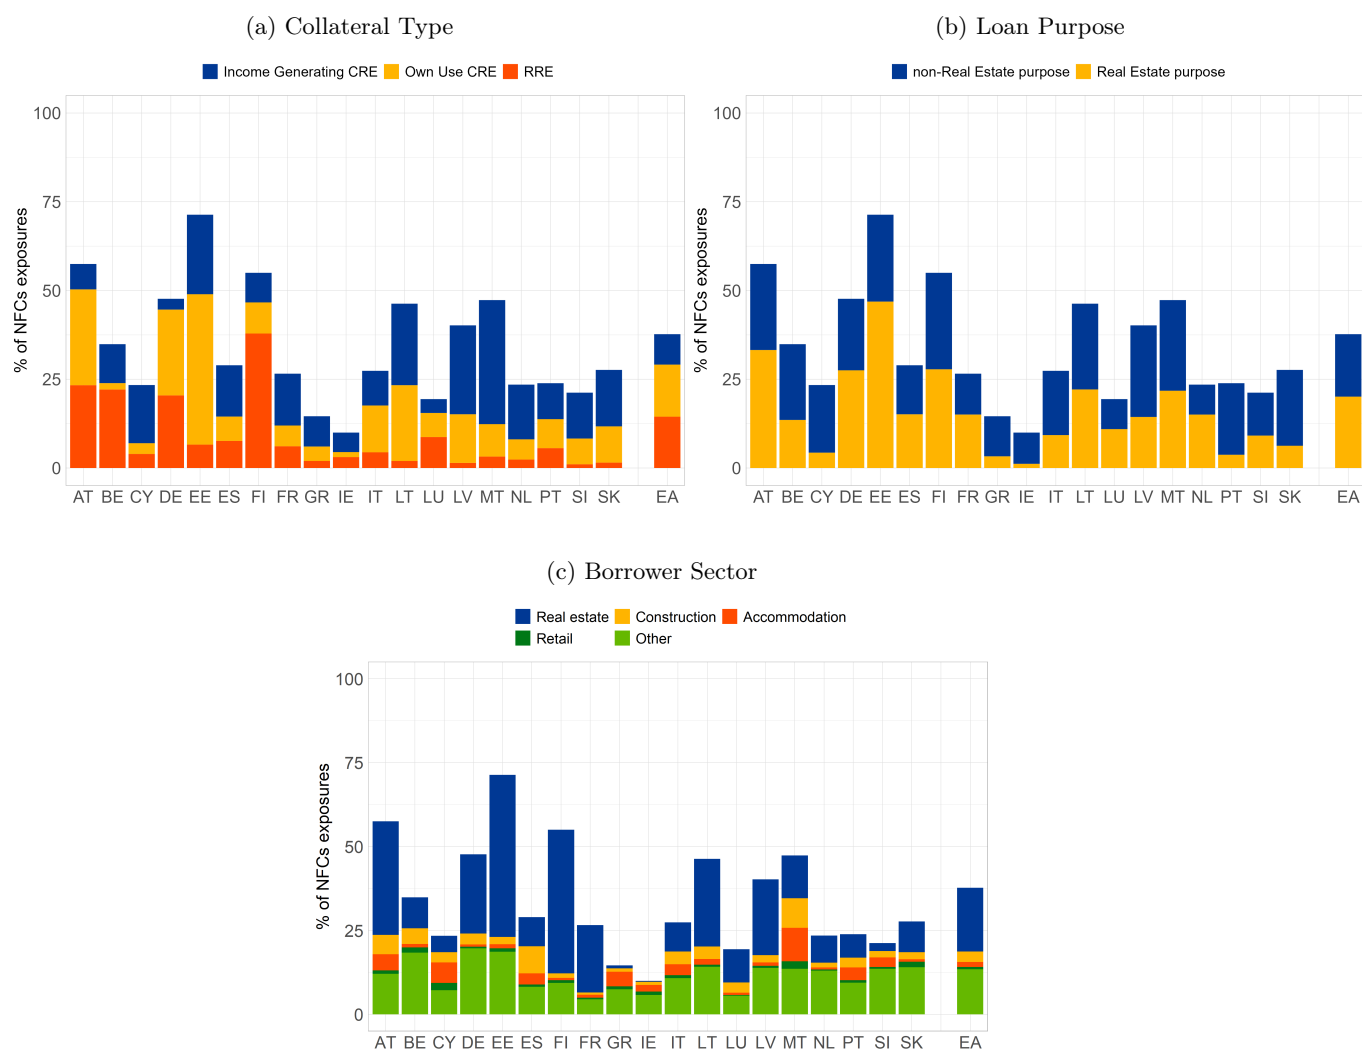 (a) Collateral Type
Income Generating CRE Own Use CRE RRE
100
75
50
25
0
% of NFCs exposures
AT BE CY DE EE ES FI FR GR IE IT LT LU LV MT NL PT SI SK EA
(b) Loan Purpose
non-Real Estate purpose Real Estate purpose
100
75
50
25
0
% of NFCs exposures
AT BE CY DE EE ES FI FR GR IE IT LT LU LV MT NL PT SI SK EA
(c) Borrower Sector
Real estate Construction Accommodation
Retail Other
100
75
50
25
0
% of NFCs exposures
AT BE CY DE EE ES FI FR GR IE IT LT LU LV MT NL PT SI SK EA